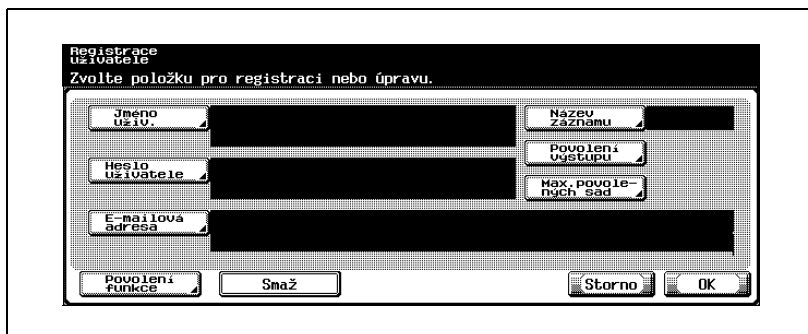 Registrace
uživatele
Zvolte položku pro registraci nebo úpravu.
Jméno
uživ.
Název
záznamu
Povolení
výstupu
Heslo
uživatele
Max.povole-
ných sad
E-mailová
adresa
Povolení
funkce
Smaž
Storno
OK